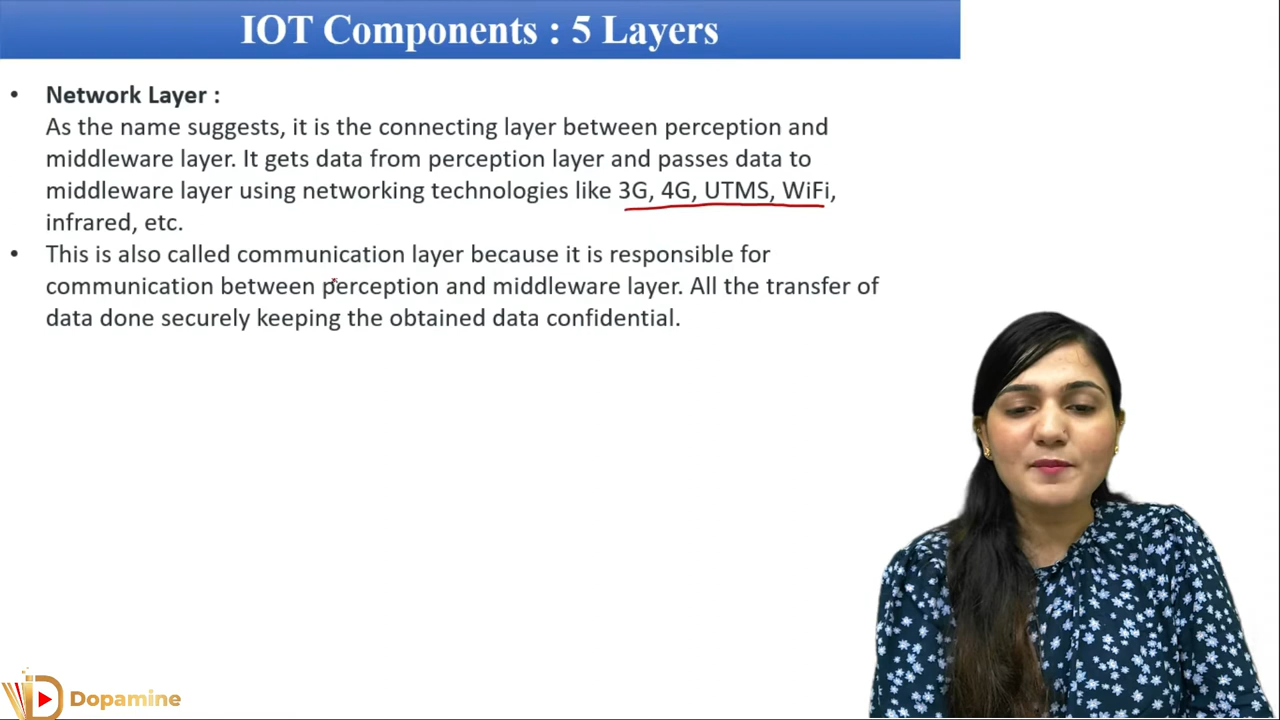 IOT Components : 5 Layers
• Network Layer :
As the name suggests, it is the connecting layer between perception and
middleware layer. It gets data from perception layer and passes data to
middleware layer using networking technologies like 3G, 4G, UTMS, WiFi,
infrared, etc.
• This is also called communication layer because it is responsible for
communication between perception and middleware layer. All the transfer of
data done securely keeping the obtained data confidential.
Dopamine